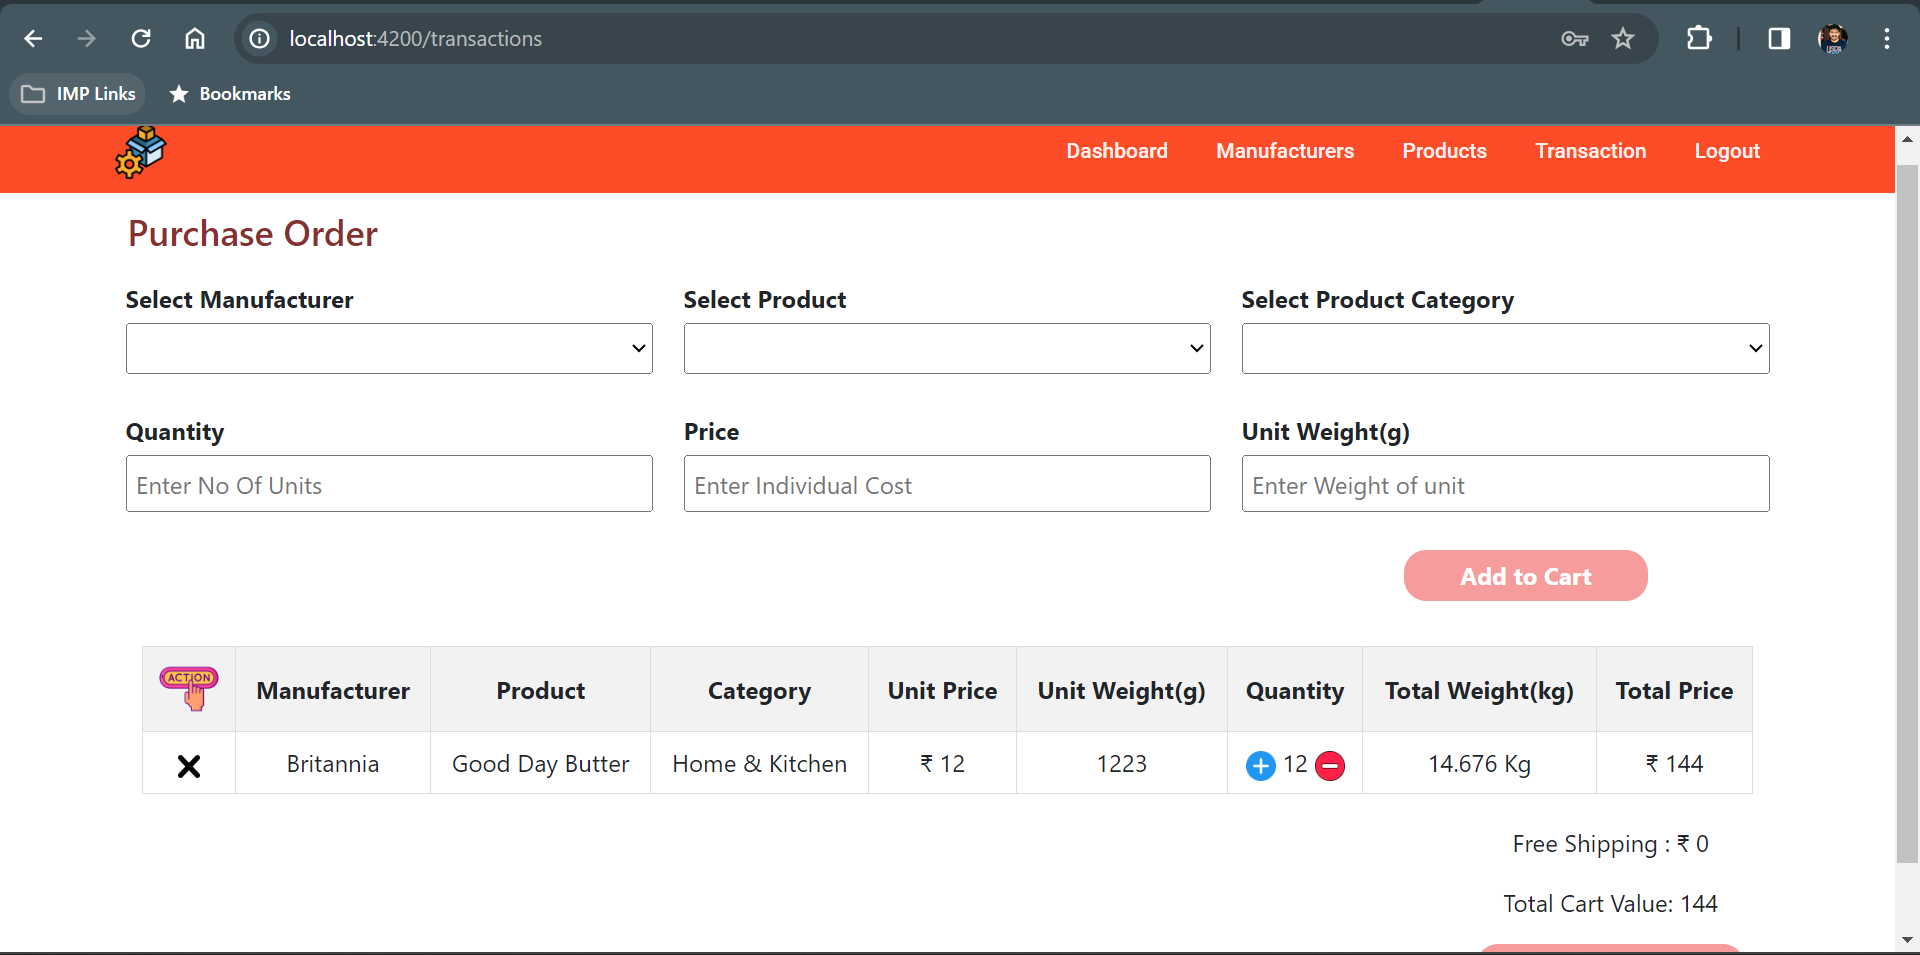 localhost:4200/transactions
IMP Links Bookmarks
Dashboard Manufacturers Products Transaction Logout
Purchase Order
Select Manufacturer Select Product Select Product Category
Quantity Price Unit Weight(g)
Enter No Of Units Enter Individual Cost Enter Weight of unit
Add to Cart
ACTION Manufacturer Product Category Unit Price Unit Weight(g) Quantity Total Weight(kg) Total Price
Britannia Good Day Butter Home & Kitchen ₹ 12 1223 12 14.676 Kg ₹ 144
Free Shipping : ₹ 0
Total Cart Value: 144